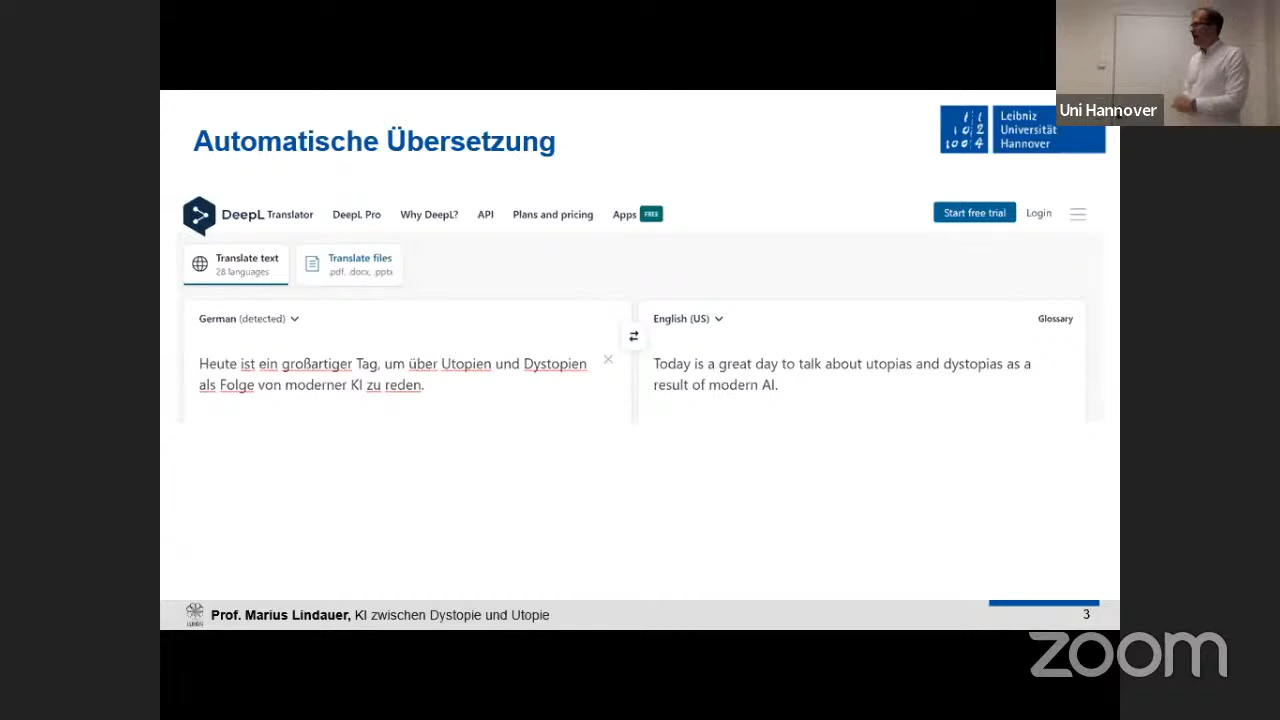 Uni Hannover
Automatische Übersetzung
Leibniz
Universität
Hannover
DeepL Translator DeepL Pro Why DeepL? API Plans and pricing Apps FREE Start free trial Login
Translate text
28 languages
Translate files
.pdf, .docx, .pptx
German (detected)
Heute ist ein großartiger Tag, um über Utopien und Dystopien
als Folge von moderner KI zu reden.
English (US)
Glossary
Today is a great day to talk about utopias and dystopias as a
result of modern AI.
Prof. Marius Lindauer, KI zwischen Dystopie und Utopie
3
zoom